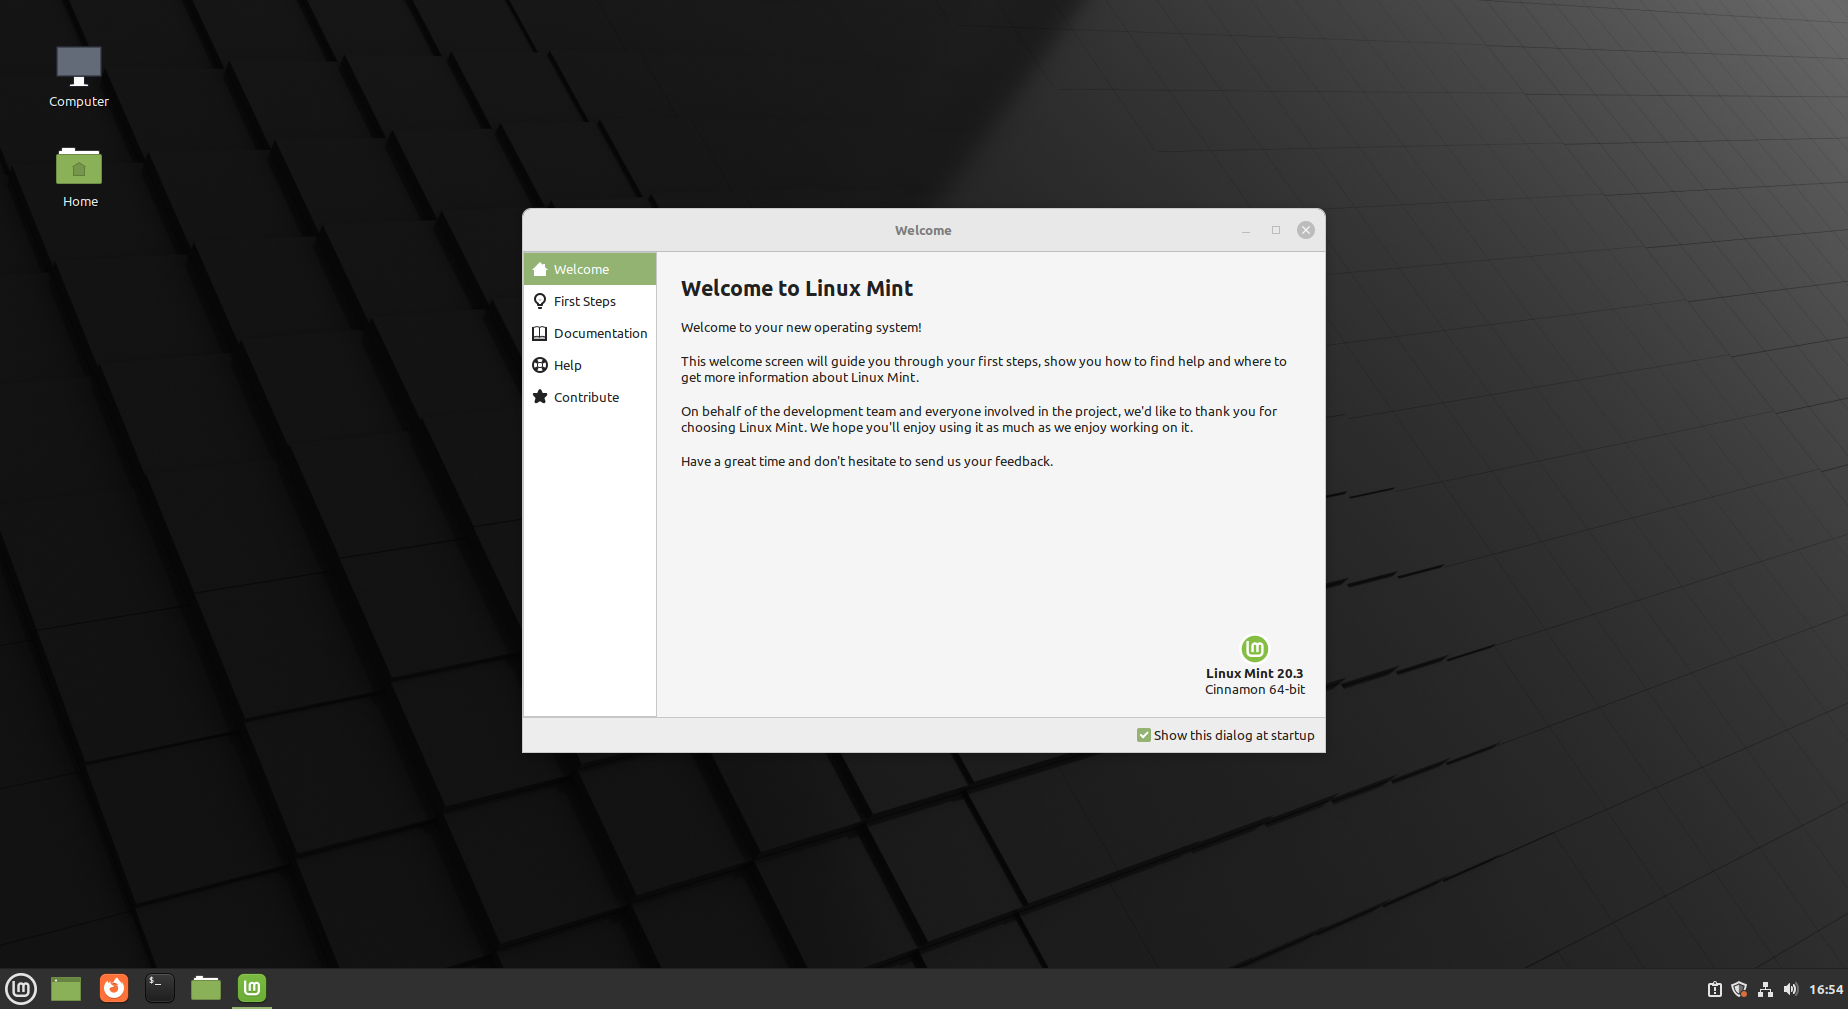 Computer
Home
Welcome
Welcome
First Steps
Documentation
Help
Contribute
Welcome to Linux Mint
Welcome to your new operating system!
This welcome screen will guide you through your first steps, show you how to find help and where to
get more information about Linux Mint.
On behalf of the development team and everyone involved in the project, we'd like to thank you for
choosing Linux Mint. We hope you'll enjoy using it as much as we enjoy working on it.
Have a great time and don't hesitate to send us your feedback.
Linux Mint 20.3
Cinnamon 64-bit
Show this dialog at startup
$_
16:54